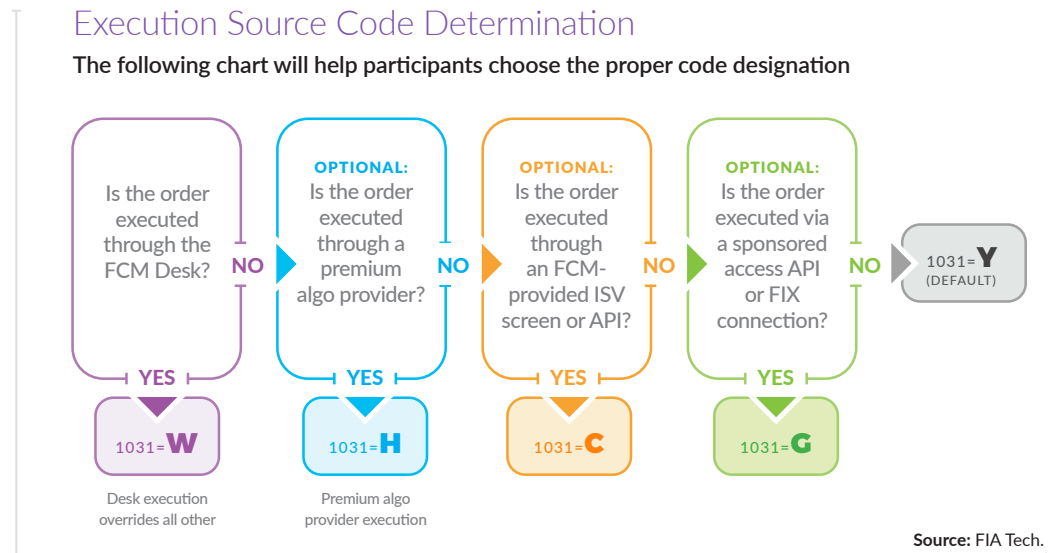 Execution Source Code Determination
The following chart will help participants choose the proper code designation
Is the order
executed
through the
FCM Desk?
NO
YES
1031=W
Desk execution
overrides all other
OPTIONAL:
Is the order
executed
through a
premium
algo provider?
NO
YES
1031=H
Premium algo
provider execution
OPTIONAL:
Is the order
executed
through
an FCM-
provided ISV
screen or API?
NO
YES
1031=C
OPTIONAL:
Is the order
executed via
a sponsored
access API
or FIX
connection?
NO
YES
1031=G
1031=Y
(DEFAULT)
Source: FIA Tech.